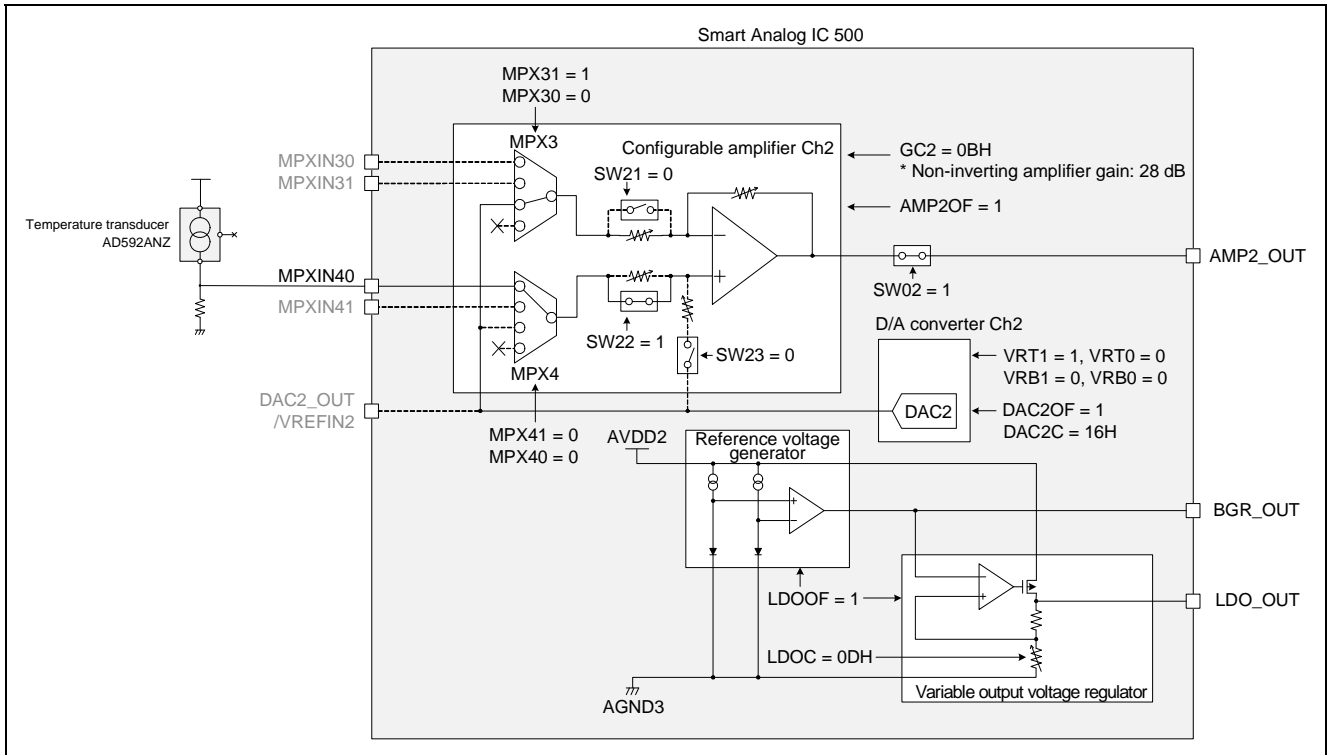 Smart Analog IC 500
MPX31 = 1
MPX30 = 0
MPX3
Configurable amplifier Ch2
GC2 = 0BH
* Non-inverting amplifier gain: 28 dB
MPXIN30
MPXIN31
SW21 = 0
AMP2OF = 1
Temperature transducer
AD592ANZ
MPXIN40
MPXIN41
AMP2_OUT
SW02 = 1
SW22 = 1
SW23 = 0
MPX4
D/A converter Ch2
VRT1 = 1, VRT0 = 0
VRB1 = 0, VRB0 = 0
DAC2
DAC2OF = 1
DAC2C = 16H
DAC2_OUT
/VREFIN2
MPX41 = 0
MPX40 = 0
AVDD2
Reference voltage
generator
BGR_OUT
LDOOF = 1
LDO_OUT
LDOC = 0DH
Variable output voltage regulator
AGND3